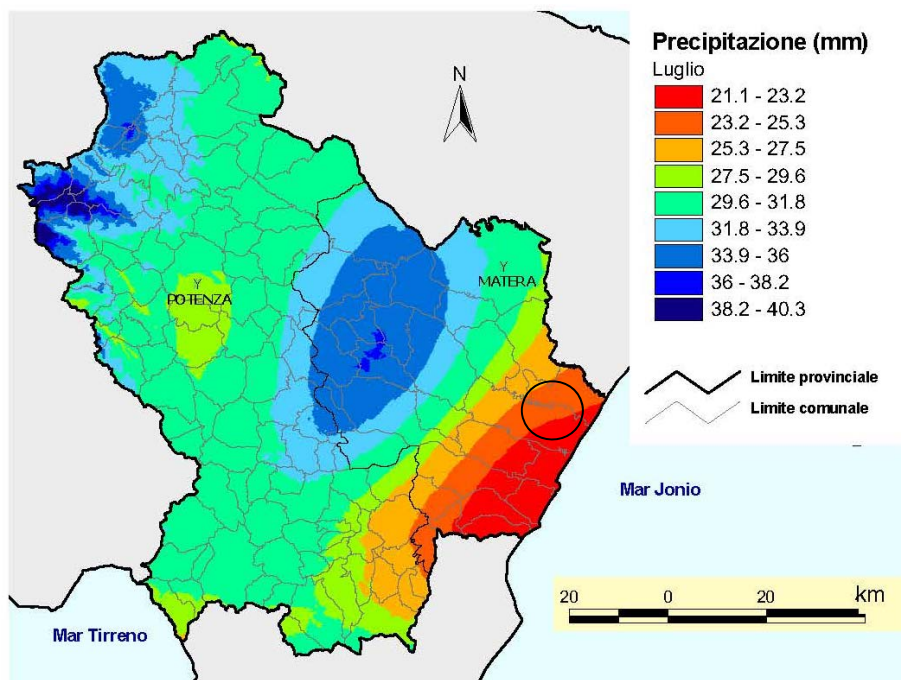 Precipitazione (mm)
Luglio
21.1 - 23.2
23.2 - 25.3
25.3 - 27.5
27.5 - 29.6
29.6 - 31.8
31.8 - 33.9
33.9 - 36
36 - 38.2
38.2 - 40.3
N
Y
POTENZA
Y
MATERA
Limite provinciale
Limite comunale
Mar Jonio
Mar Tirreno
20 0 20 km